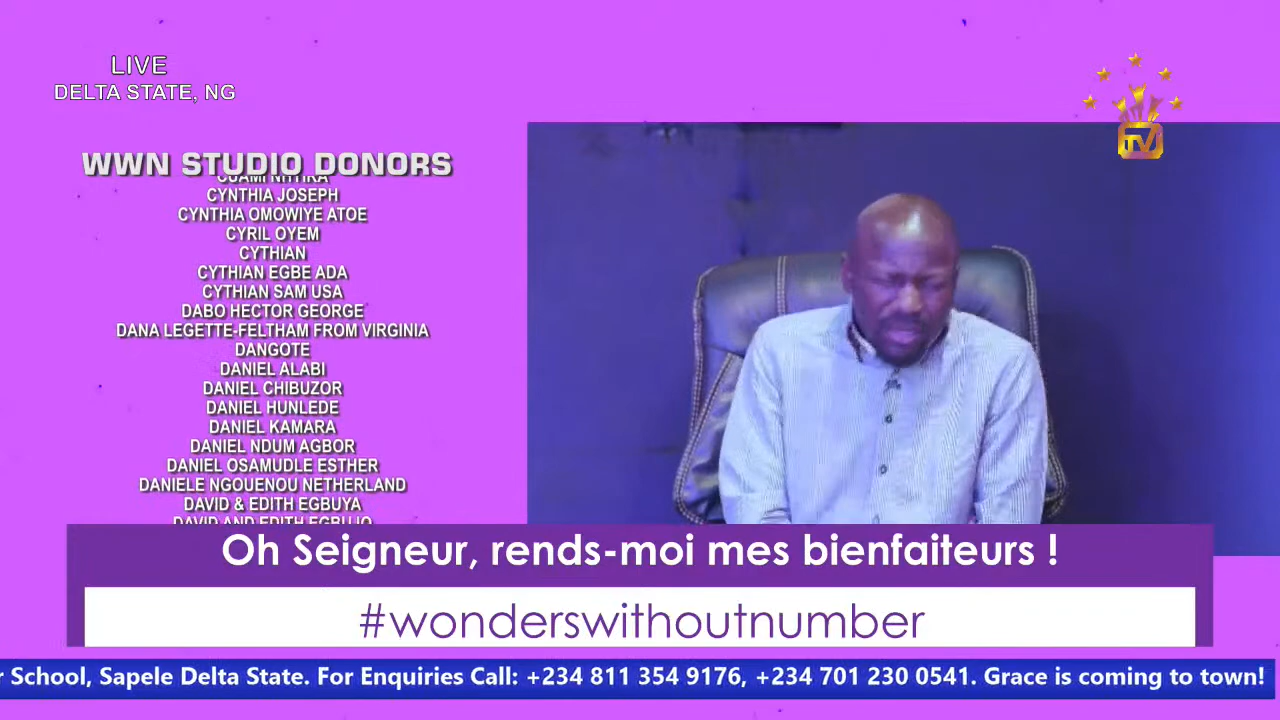 LIVE
DELTA STATE, NG
TV
WWN STUDIO DONORS
CYNTHIA JOSEPH
CYNTHIA OMOWIYE ATOE
CYRIL OYEM
CYTHIAN
CYTHIAN EGBE ADA
CYTHIAN SAM USA
DABO HECTOR GEORGE
DANA LEGETTE-FELTHAM FROM VIRGINIA
DANGOTE
DANIEL ALABI
DANIEL CHIBUZOR
DANIEL HUNLEDE
DANIEL KAMARA
DANIEL NDUM AGBOR
DANIEL OSAMUDLE ESTHER
DANIELE NGOUENOU NETHERLAND
DAVID & EDITH EGBUYA
DAVID AND EDITH
Oh Seigneur, rends-moi mes bienfaiteurs !
#wonderswithoutnumber
r School, Sapele Delta State. For Enquiries Call: +234 811 354 9176, +234 701 230 0541. Grace is coming to town!